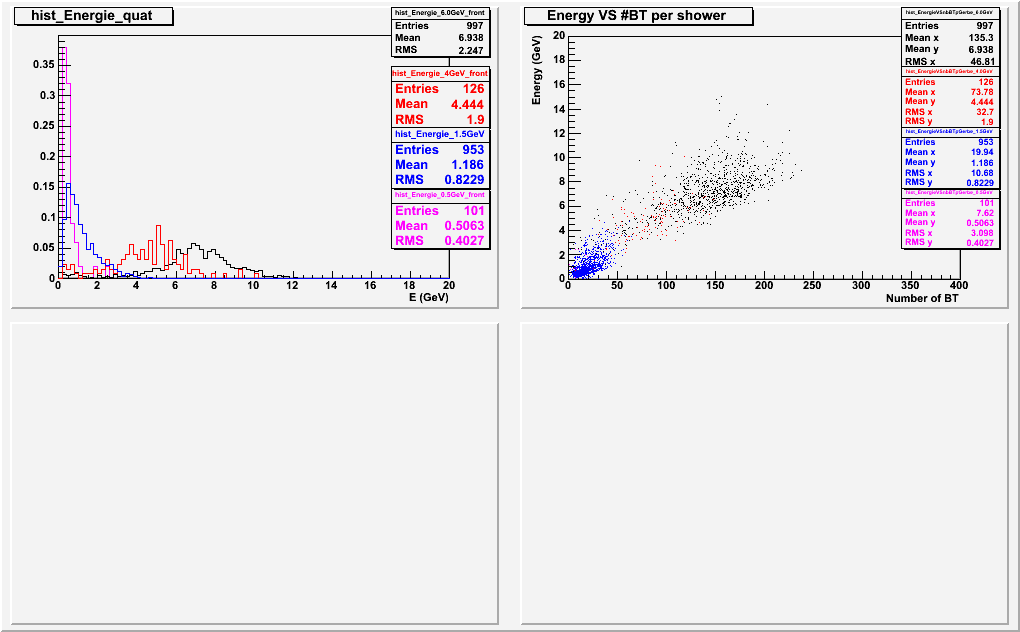 hist_Energie_quat
hist_Energie_6.0GeV_front
Entries 997
Mean 6.938
RMS 2.247
hist_Energie_4GeV_front
Entries 126
Mean 4.444
RMS 1.9
hist_Energie_1.5GeV
Entries 953
Mean 1.186
RMS 0.8229
hist_Energie_0.5GeV_front
Entries 101
Mean 0.5063
RMS 0.4027
0.35
0.3
0.25
0.2
0.15
0.1
0.05
0
0 2 4 6 8 10 12 14 16 18 20
E (GeV)
Energy VS #BT per shower
Energy (GeV)
20
18
16
14
12
10
8
6
4
2
0
0 50 100 150 200 250 300 350 400
Number of BT
Entries 997
Mean x 135.3
Mean y 6.938
RMS x 46.81
Entries 126
Mean x 73.78
Mean y 4.444
RMS x 32.7
RMS y 1.9
Entries 953
Mean x 19.94
Mean y 1.186
RMS x 10.68
RMS y 0.8229
Entries 101
Mean x 7.62
Mean y 0.5063
RMS x 3.098
RMS y 0.4027